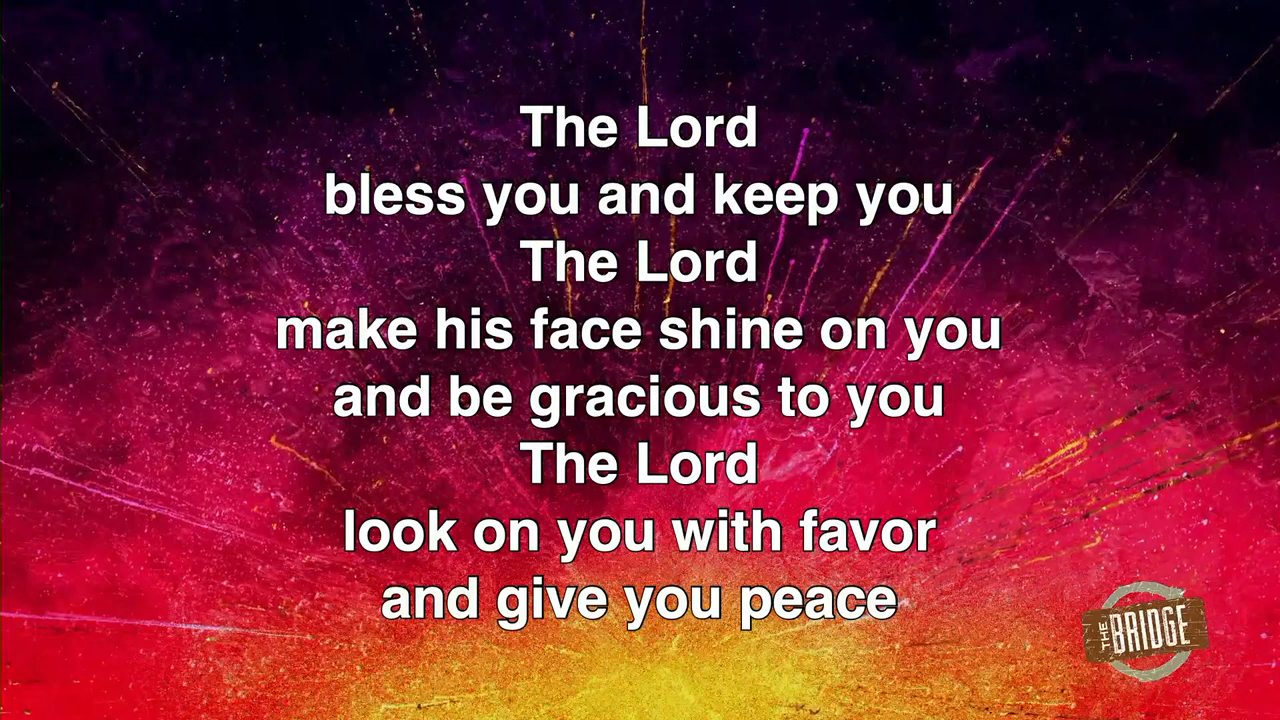 The Lord
bless you and keep you
The Lord
make his face shine on you
and be gracious to you
The Lord
look on you with favor
and give you peace
THE BRIDGE